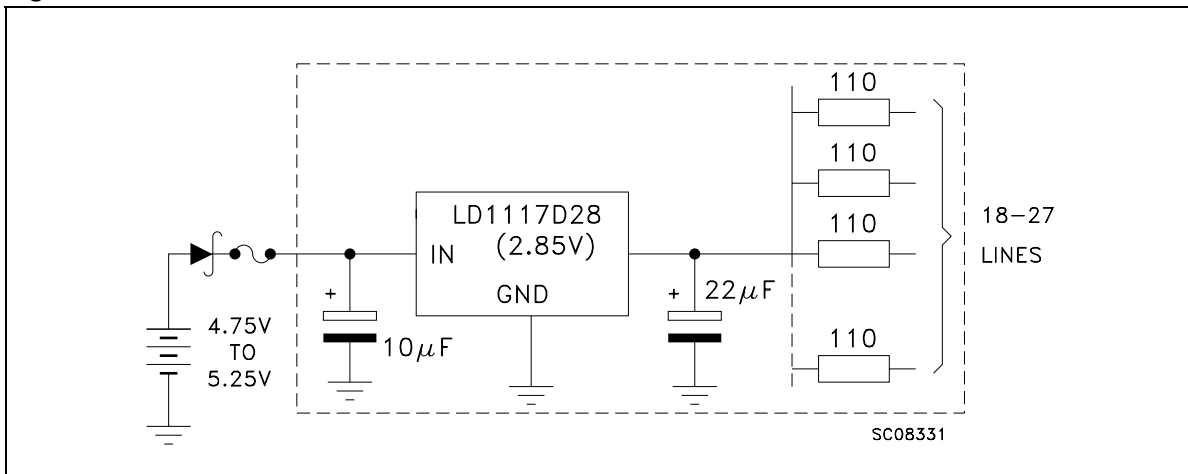 110
110
110
110
18-27
LINES
LD1117D28
(2.85V)
IN
GND
+
10µF
+
22µF
4.75V
TO
5.25V
SC08331